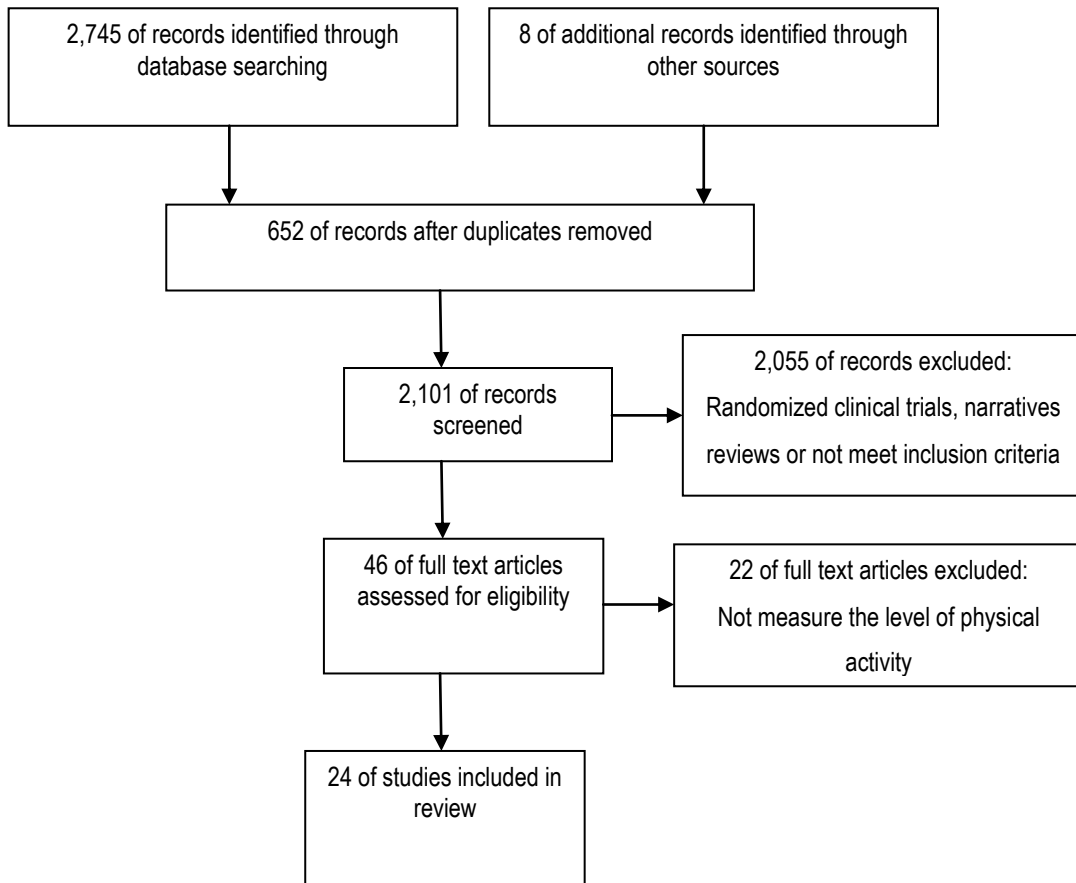 2,745 of records identified through
database searching
8 of additional records identified through
other sources
652 of records after duplicates removed
2,101 of records
screened
2,055 of records excluded:
Randomized clinical trials, narratives
reviews or not meet inclusion criteria
46 of full text articles
assessed for eligibility
22 of full text articles excluded:
Not measure the level of physical
activity
24 of studies included in
review